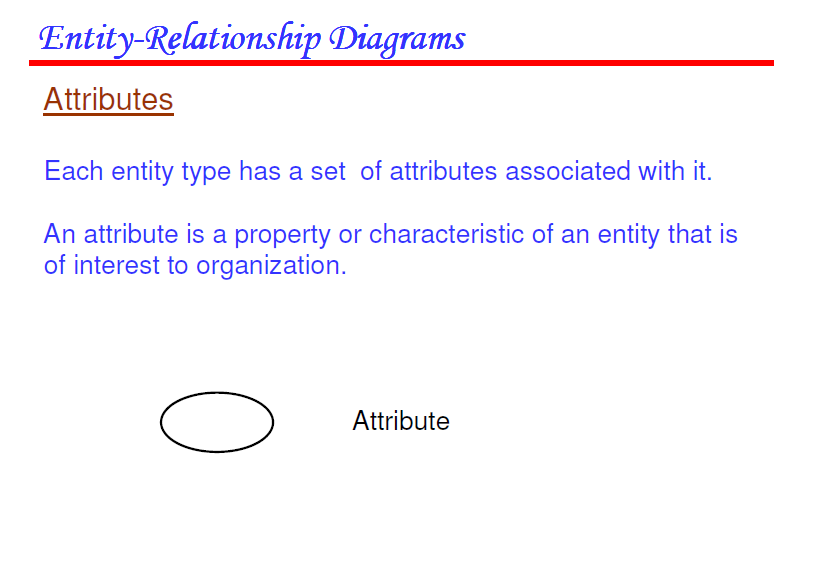 Entity-Relationship Diagrams
Attributes
Each entity type has a set  of attributes associated with it.
An attribute is a property or characteristic of an entity that is
of interest to organization.
Attribute